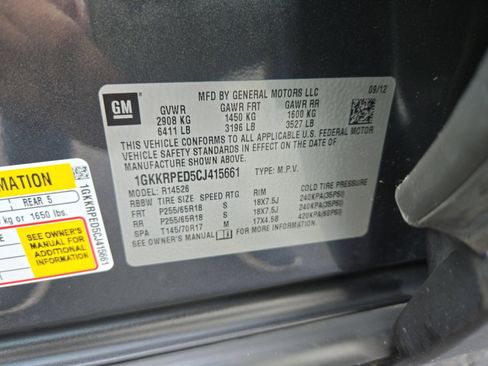 GM
MFD BY GENERAL MOTORS LLC
09/12
GVWR GAWR FRT GAWR RR
2908 KG 1450 KG 1600 KG
6411 LB 3196 LB 3527 LB
THIS VEHICLE CONFORMS TO ALL APPLICABLE U.S. FEDERAL MOTOR
VEHICLE SAFETY STANDARDS IN EFFECT ON THE DATE OF
MANUFACTURE SHOWN ABOVE.
1GKKRPED5CJ415661 TYPE: M.P.V.
MODEL: R14526
RBBW TIRE SIZE SPEED RTG RIM COLD TIRE PRESSURE
FRT P255/65R18 S 18X7.5J 240KPA(35PSI)
RR P255/65R18 S 18X7.5J 240KPA(35PSI)
SPA T145/70R17 M 17X4.5B 420KPA(60PSI)
SEE OWNER'S MANUAL FOR MORE INFORMATION
RMATION
1 REAR 5
kg or 1650 lbs.
SEE OWNER'S
MANUAL FOR
ADDITIONAL
INFORMATION
1GKKRPED5CJ415661